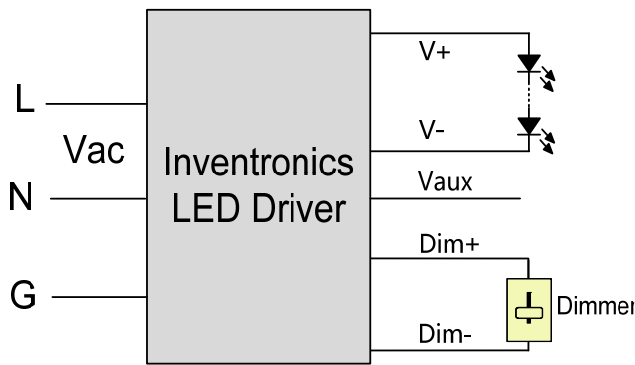 L
Vac
N
G
Inventronics
LED Driver
V+
V-
Vaux
Dim+
Dim-
Dimmer